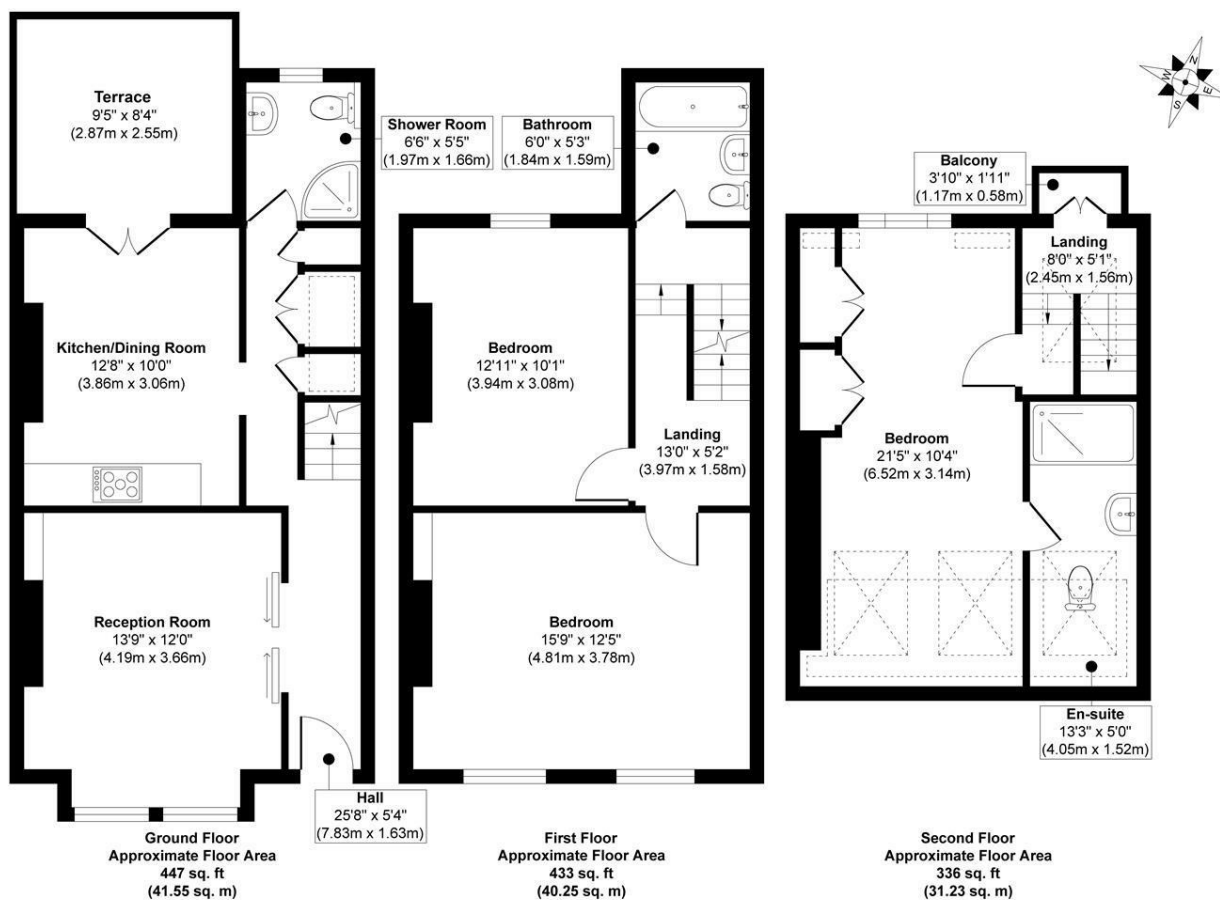 Terrace
9'5" x 8'4"
(2.87m x 2.55m)
Shower Room
6'6" x 5'5"
(1.97m x 1.66m)
Kitchen/Dining Room
12'8" x 10'0"
(3.86m x 3.06m)
Reception Room
13'9" x 12'0"
(4.19m x 3.66m)
Hall
25'8" x 5'4"
(7.83m x 1.63m)
Ground Floor
Approximate Floor Area
447 sq. ft
(41.55 sq. m)
Bathroom
6'0" x 5'3"
(1.84m x 1.59m)
Bedroom
12'11" x 10'1"
(3.94m x 3.08m)
Landing
13'0" x 5'2"
(3.97m x 1.58m)
Bedroom
15'9" x 12'5"
(4.81m x 3.78m)
First Floor
Approximate Floor Area
433 sq. ft
(40.25 sq. m)
N
W
E
S
Balcony
3'10" x 1'11"
(1.17m x 0.58m)
Landing
8'0" x 5'1"
(2.45m x 1.56m)
Bedroom
21'5" x 10'4"
(6.52m x 3.14m)
En-suite
13'3" x 5'0"
(4.05m x 1.52m)
Second Floor
Approximate Floor Area
336 sq. ft
(31.23 sq. m)